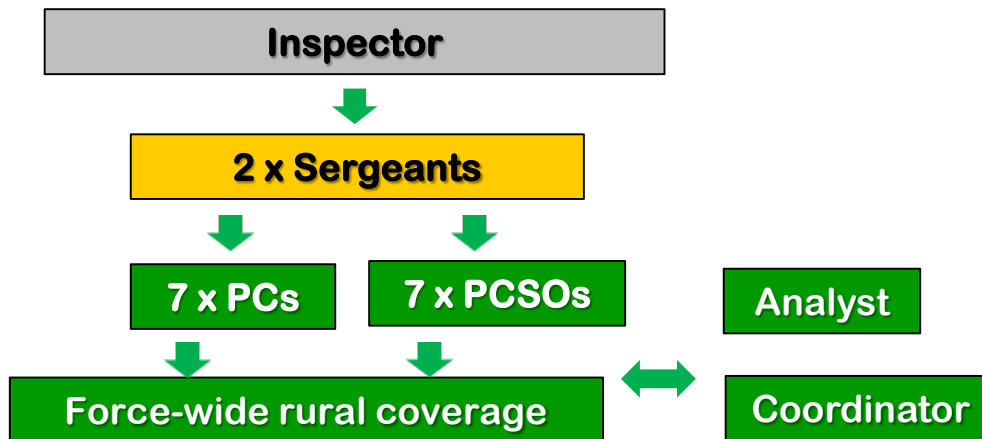 Inspector
2 x Sergeants
7 x PCs
7 x PCSOs
Analyst
Force-wide rural coverage
Coordinator